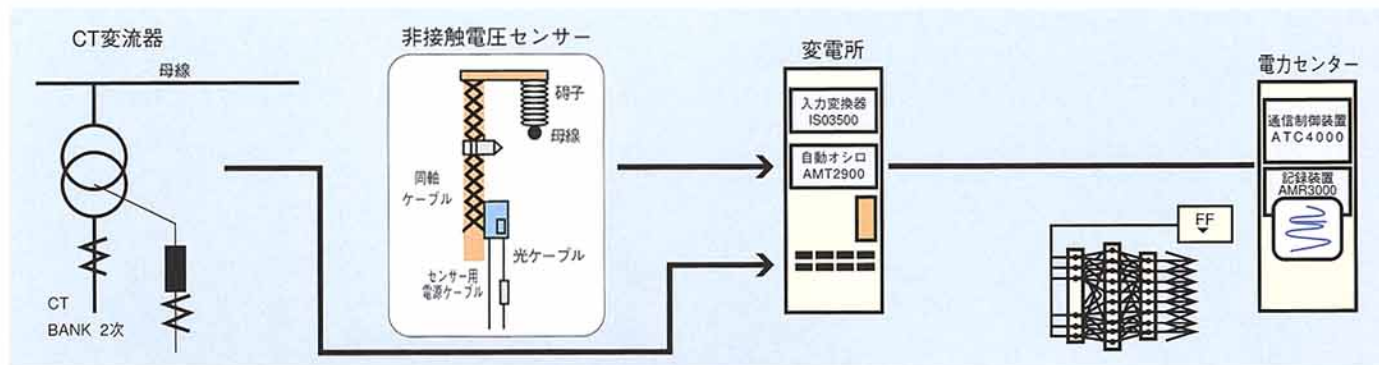 CT変流器
母線
CT
BANK 2次
非接触電圧センサー
碍子
母線
同軸
ケーブル
光ケーブル
センサー用
電源ケーブル
変電所
入力変換器
IS03500
自動オシロ
AMT2900
FF
電力センター
通信制御装置
ATC4000
記録装置
AMR3000